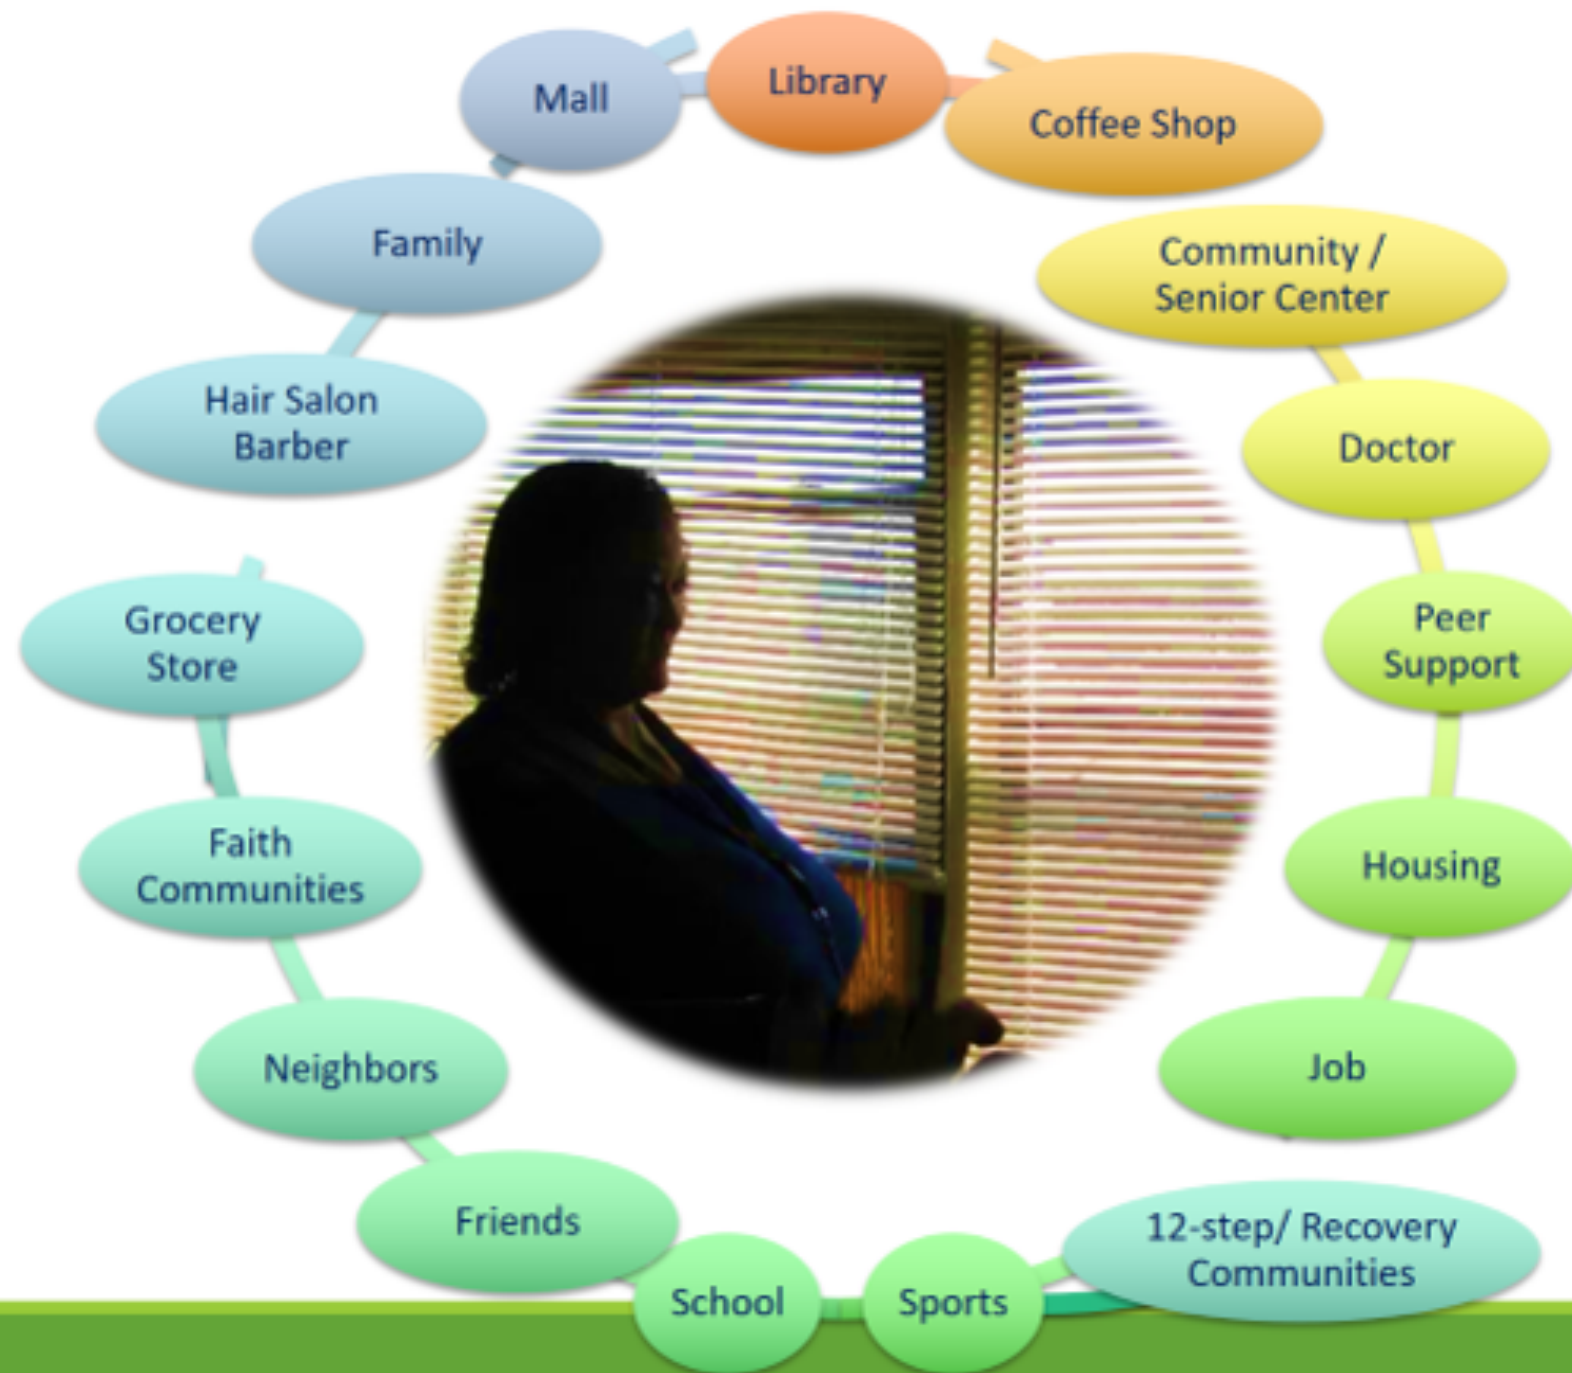 Library
Coffee Shop
Community /
Senior Center
Doctor
Peer
Support
Housing
Job
12-step/ Recovery
Communities
Sports
School
Friends
Neighbors
Faith
Communities
Grocery
Store
Hair Salon
Barber
Family
Mall